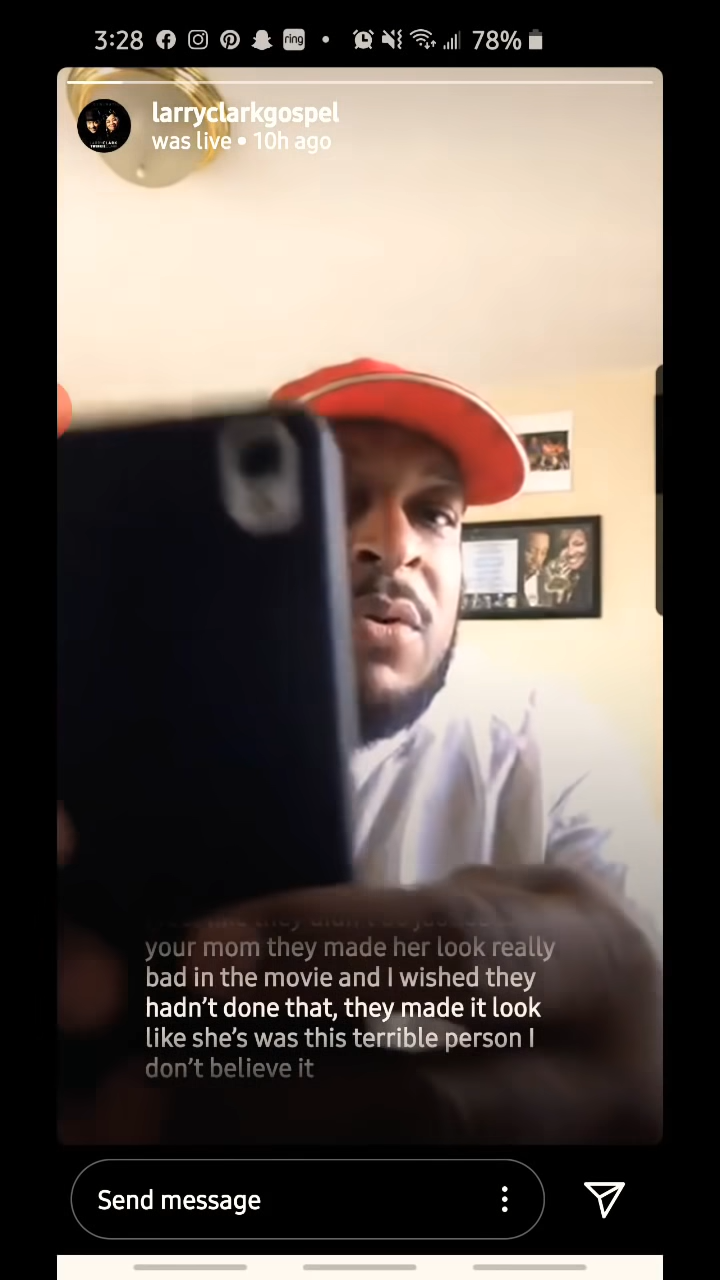 3:28 ring • 78%
larryclarkgospel
was live • 10h ago
your mom they made her look really
bad in the movie and I wished they
hadn't done that, they made it look
like she's was this terrible person I
don't believe it
Send message